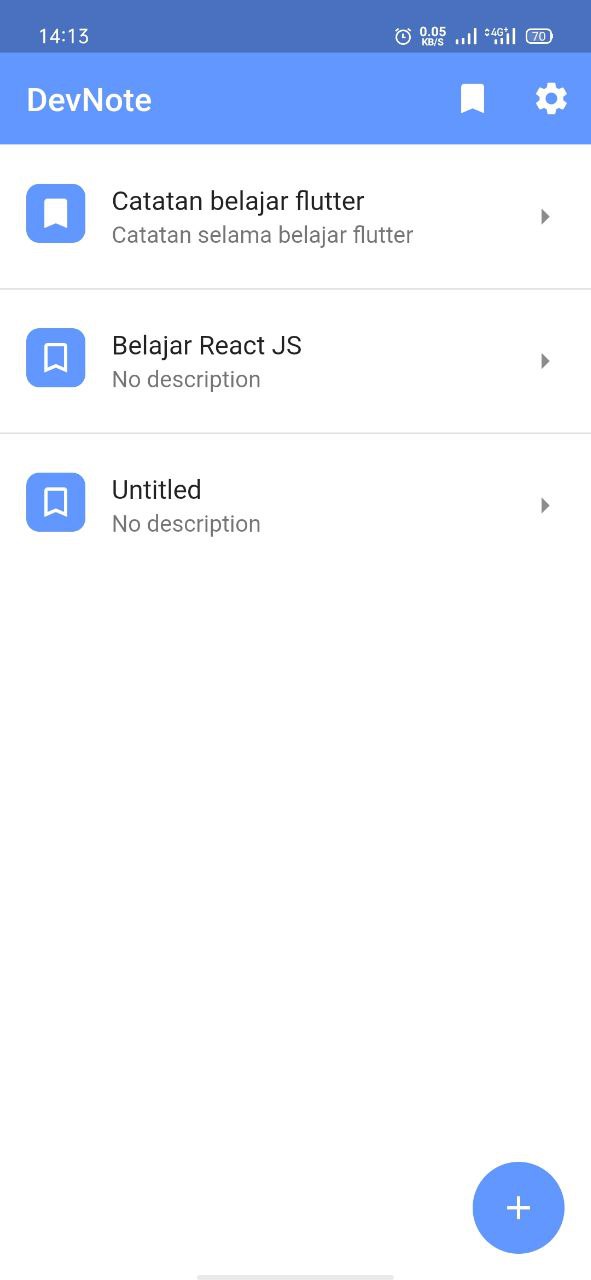 14:13
0.05
KB/S
4G+
70
DevNote
Catatan belajar flutter
Catatan selama belajar flutter
Belajar React JS
No description
Untitled
No description